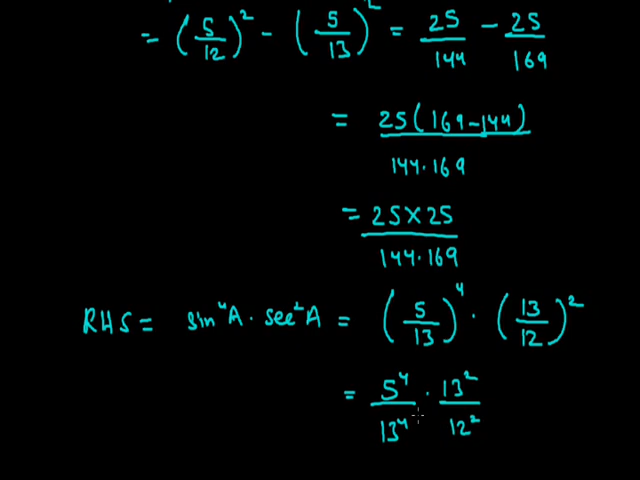 = (5/12)² - (5/13)² = 25/144 - 25/169
= 25(169-144)/144·169
= 25×25/144·169
RHS = sin⁴A · sec²A = (5/13)⁴ · (13/12)²
= 5⁴/13⁴ · 13²/12²